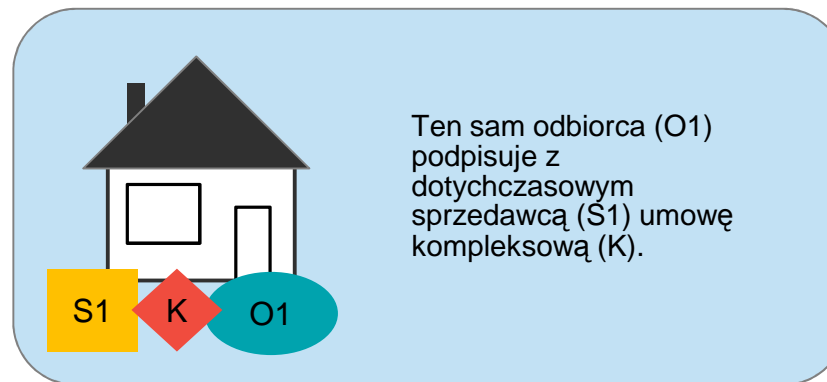 Ten sam odbiorca (O1)
podpisuje z
dotychczasowym
sprzedawcą (S1) umowę
kompleksową (K).
S1
K
O1